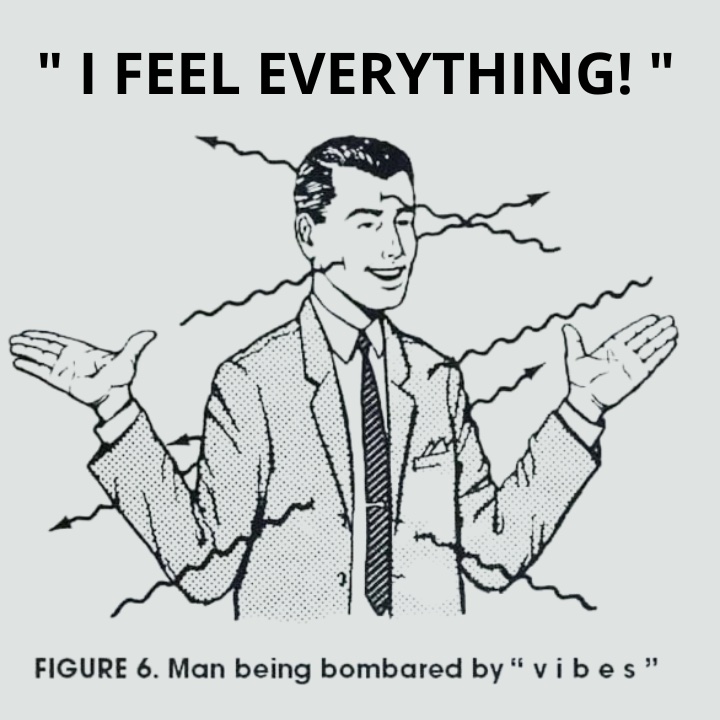 " I FEEL EVERYTHING! "
FIGURE 6. Man being bombared by “ v i b e s ”